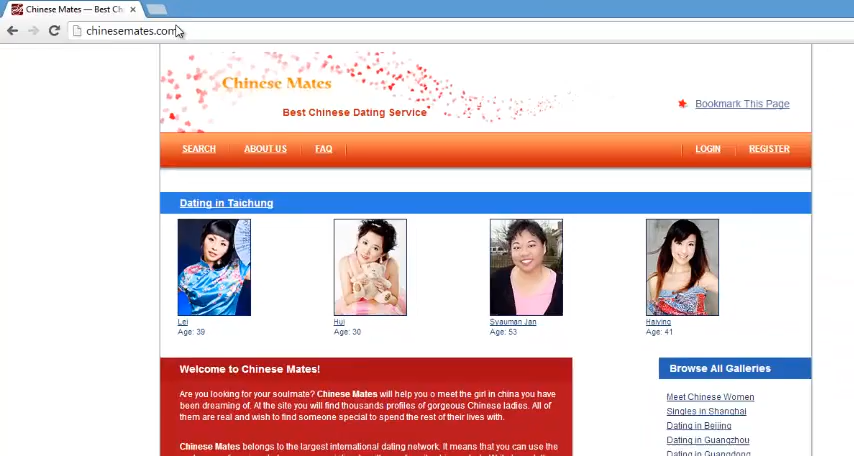 Chinese Mates — Best Ch
chinesemates.com
Chinese Mates
Best Chinese Dating Service
Bookmark This Page
SEARCH ABOUT US FAQ LOGIN REGISTER
Dating in Taichung
Lei Hui Syauman Jan Haiying
Age: 39 Age: 30 Age: 53 Age: 41
Welcome to Chinese Mates!
Browse All Galleries
Are you looking for your soulmate? Chinese Mates will help you o meet the girl in china you have
been dreaming of. At the site you will find thousands profiles of gorgeous Chinese ladies. All of
them are real and wish to find someone special to spend the rest of their lives with.
Chinese Mates belongs to the largest international dating network. It means that you can use the
Meet Chinese Women
Singles in Shanghai
Dating in Beijing
Dating in Guangzhou
Dating in Guangdong